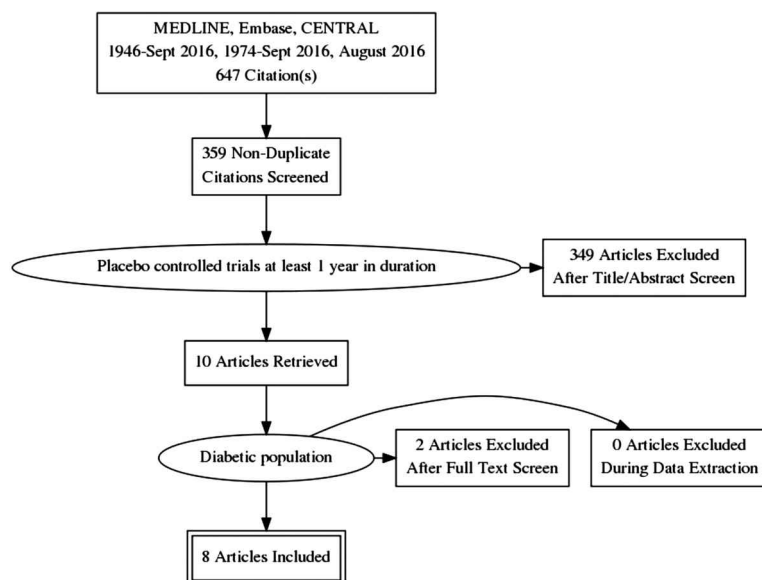 MEDLINE, Embase, CENTRAL
1946-Sept 2016, 1974-Sept 2016, August 2016
647 Citation(s)
359 Non-Duplicate
Citations Screened
Placebo controlled trials at least 1 year in duration
349 Articles Excluded
After Title/Abstract Screen
10 Articles Retrieved
Diabetic population
2 Articles Excluded
After Full Text Screen
0 Articles Excluded
During Data Extraction
8 Articles Included